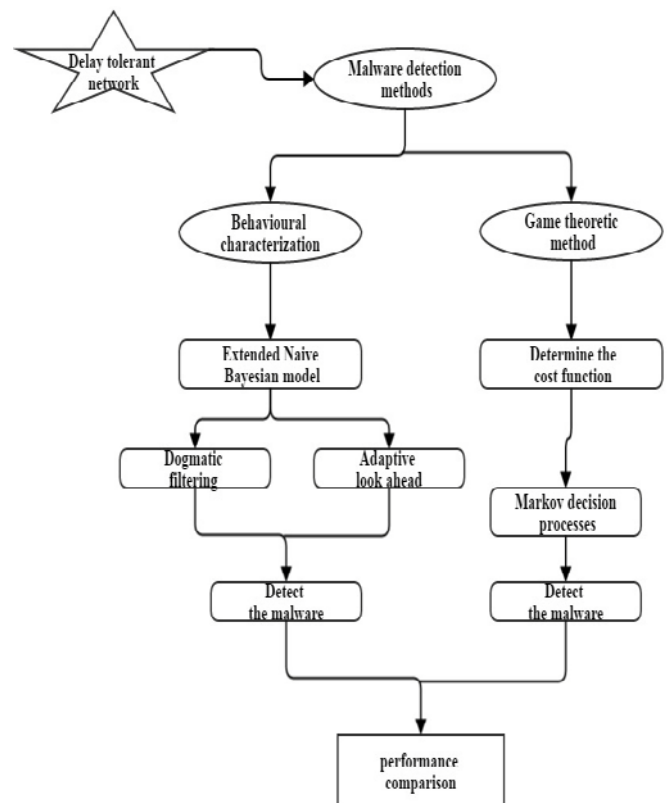 Delay tolerant
network
Malware detection
methods
Behavioural
characterization
Game theoretic
method
Extended Naive
Bayesian model
Determine the
cost function
Dogmatic
filtering
Adaptive
look ahead
Markov decision
processes
Detect
the malware
Detect
the malware
performance
comparison